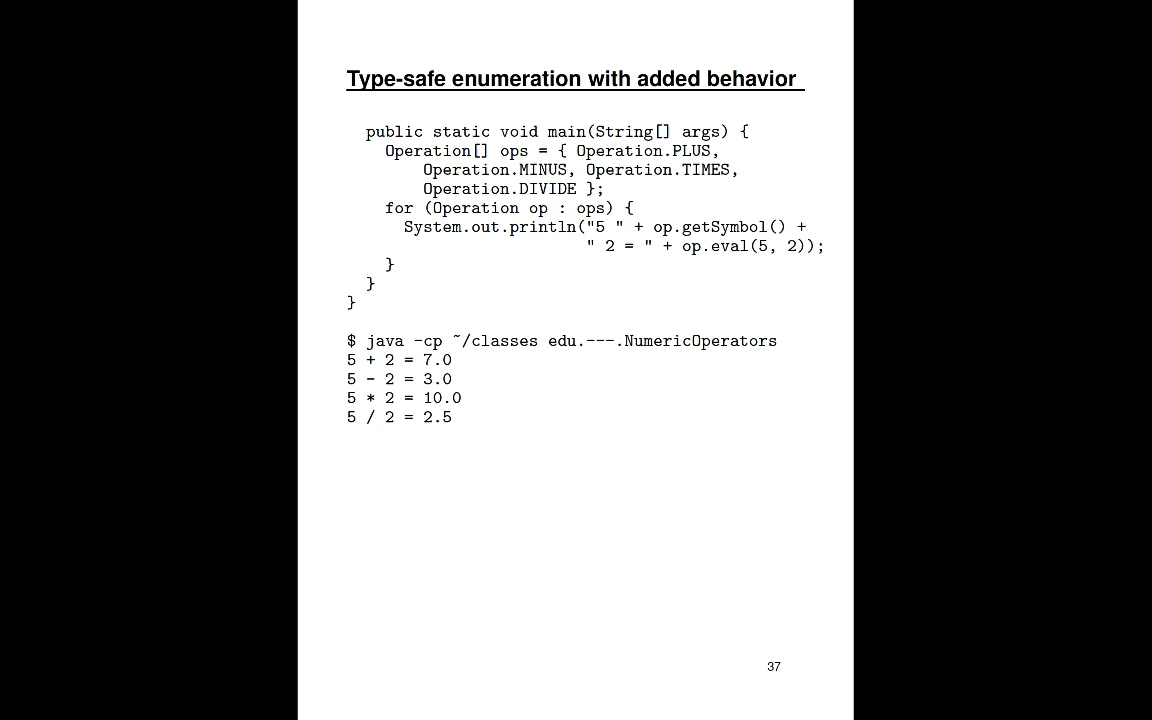 Type-safe enumeration with added behavior
public static void main(String[] args) {
Operation[] ops = { Operation.PLUS,
Operation.MINUS, Operation.TIMES,
Operation.DIVIDE };
for (Operation op : ops) {
System.out.println("5 " + op.getSymbol() +
" 2 = " + op.eval(5, 2));
}
}
}
$ java -cp ~/classes edu.---.NumericOperators
5 + 2 = 7.0
5 - 2 = 3.0
5 * 2 = 10.0
5 / 2 = 2.5
37